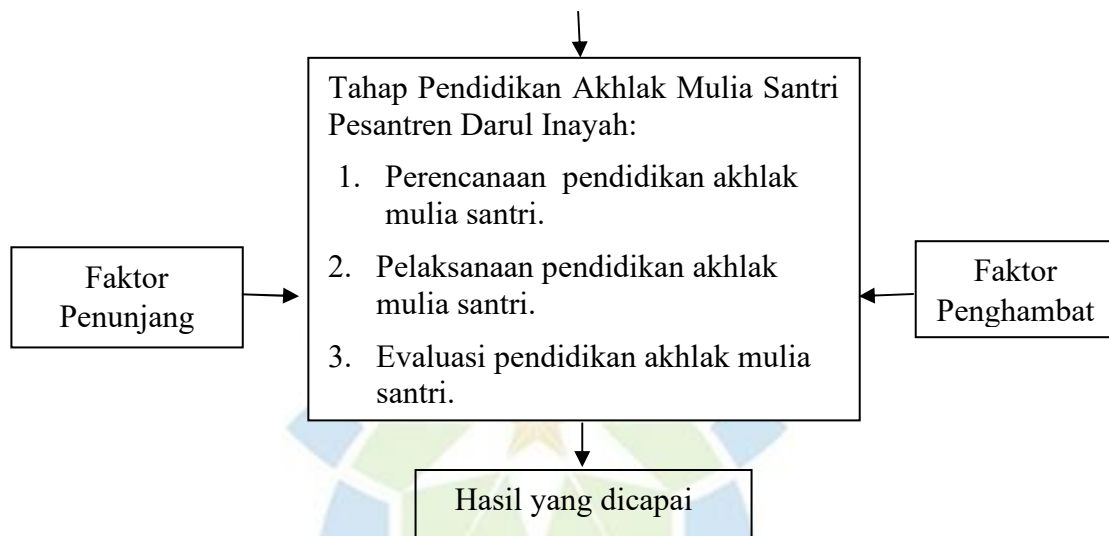 Tahap Pendidikan Akhlak Mulia Santri
Pesantren Darul Inayah:
1. Perencanaan pendidikan akhlak
mulia santri.
2. Pelaksanaan pendidikan akhlak
mulia santri.
3. Evaluasi pendidikan akhlak mulia
santri.
Faktor
Penunjang
Faktor
Penghambat
Hasil yang dicapai